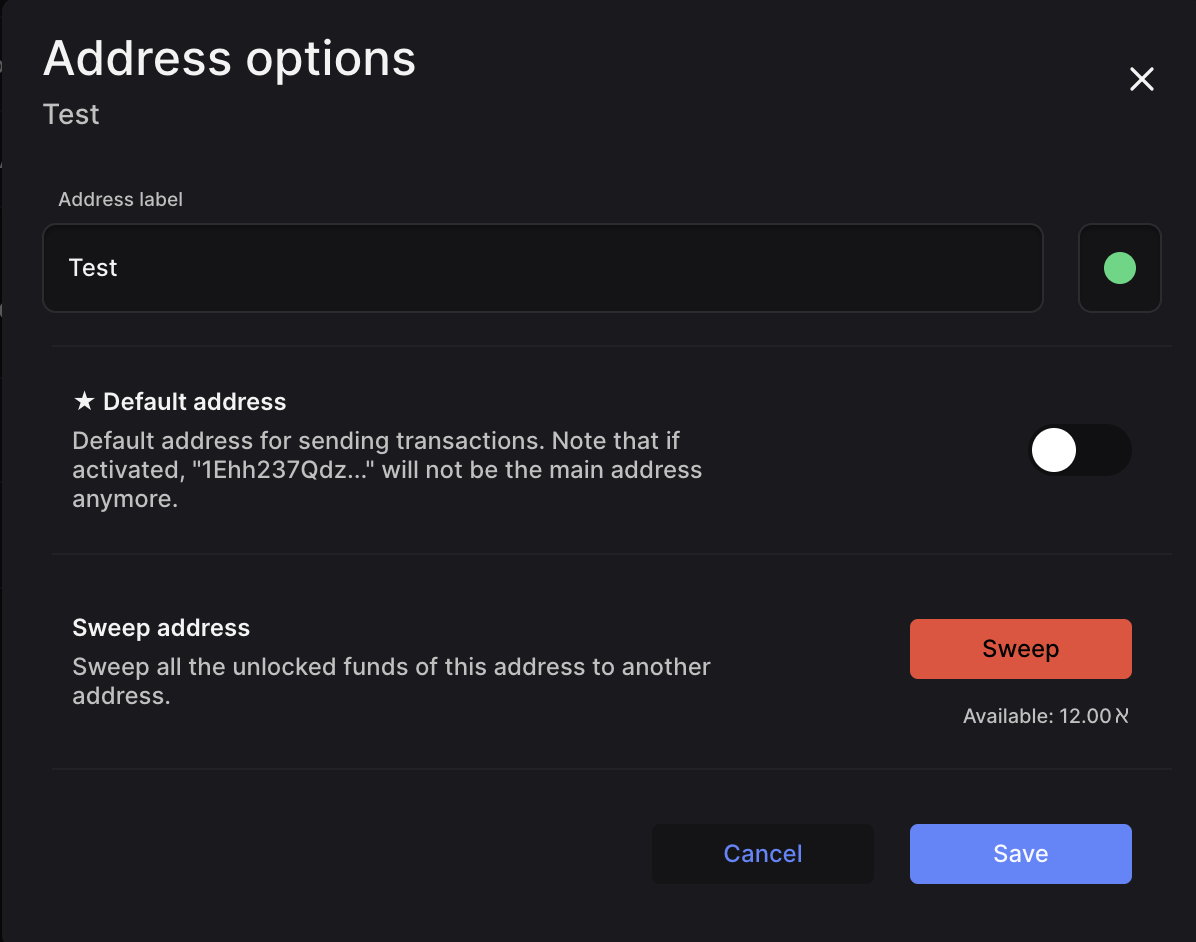 Address options
Test
Address label
Test
★ Default address
Default address for sending transactions. Note that if
activated, "1Ehh237Qdz..." will not be the main address
anymore.
Sweep address
Sweep all the unlocked funds of this address to another
address.
Sweep
Available: 12.00 ℵ
Cancel
Save